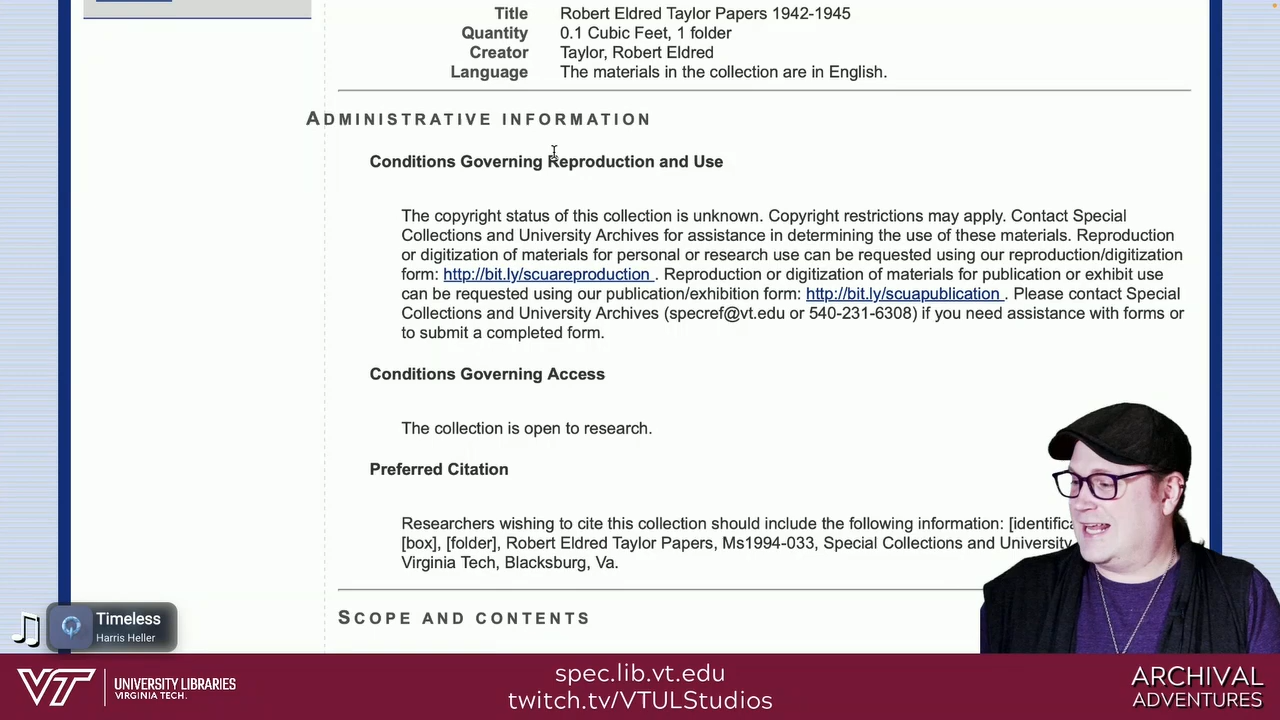 Title Robert Eldred Taylor Papers 1942-1945
Quantity 0.1 Cubic Feet, 1 folder
Creator Taylor, Robert Eldred
Language The materials in the collection are in English.
ADMINISTRATIVE INFORMATION
Conditions Governing Reproduction and Use
The copyright status of this collection is unknown. Copyright restrictions may apply. Contact Special
Collections and University Archives for assistance in determining the use of these materials. Reproduction
or digitization of materials for personal or research use can be requested using our reproduction/digitization
form: http://bit.ly/scuareproduction . Reproduction or digitization of materials for publication or exhibit use
can be requested using our publication/exhibition form: http://bit.ly/scuapublication . Please contact Special
Collections and University Archives (specref@vt.edu or 540-231-6308) if you need assistance with forms or
to submit a completed form.
Conditions Governing Access
The collection is open to research.
Preferred Citation
Researchers wishing to cite this collection should include the following information:
[box], [folder], Robert Eldred Taylor Papers, Ms1994-033, Special Collections and University
Virginia Tech, Blacksburg, Va.
SCOPE AND CONTENTS
Timeless
Harris Heller
VT UNIVERSITY LIBRARIES
VIRGINIA TECH.
spec.lib.vt.edu
twitch.tv/VTULStudios
ARCHIVAL
ADVENTURES